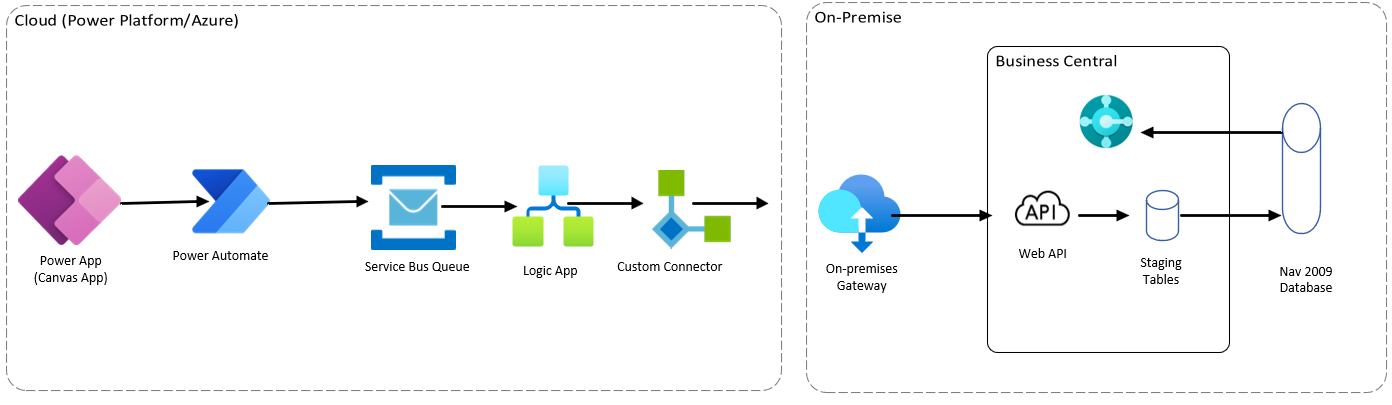 Cloud (Power Platform/Azure)
On-Premise
Business Central
Power App
(Canvas App)
Power Automate
Service Bus Queue
Logic App
Custom Connector
On-premises
Gateway
API
Web API
Staging
Tables
Nav 2009
Database